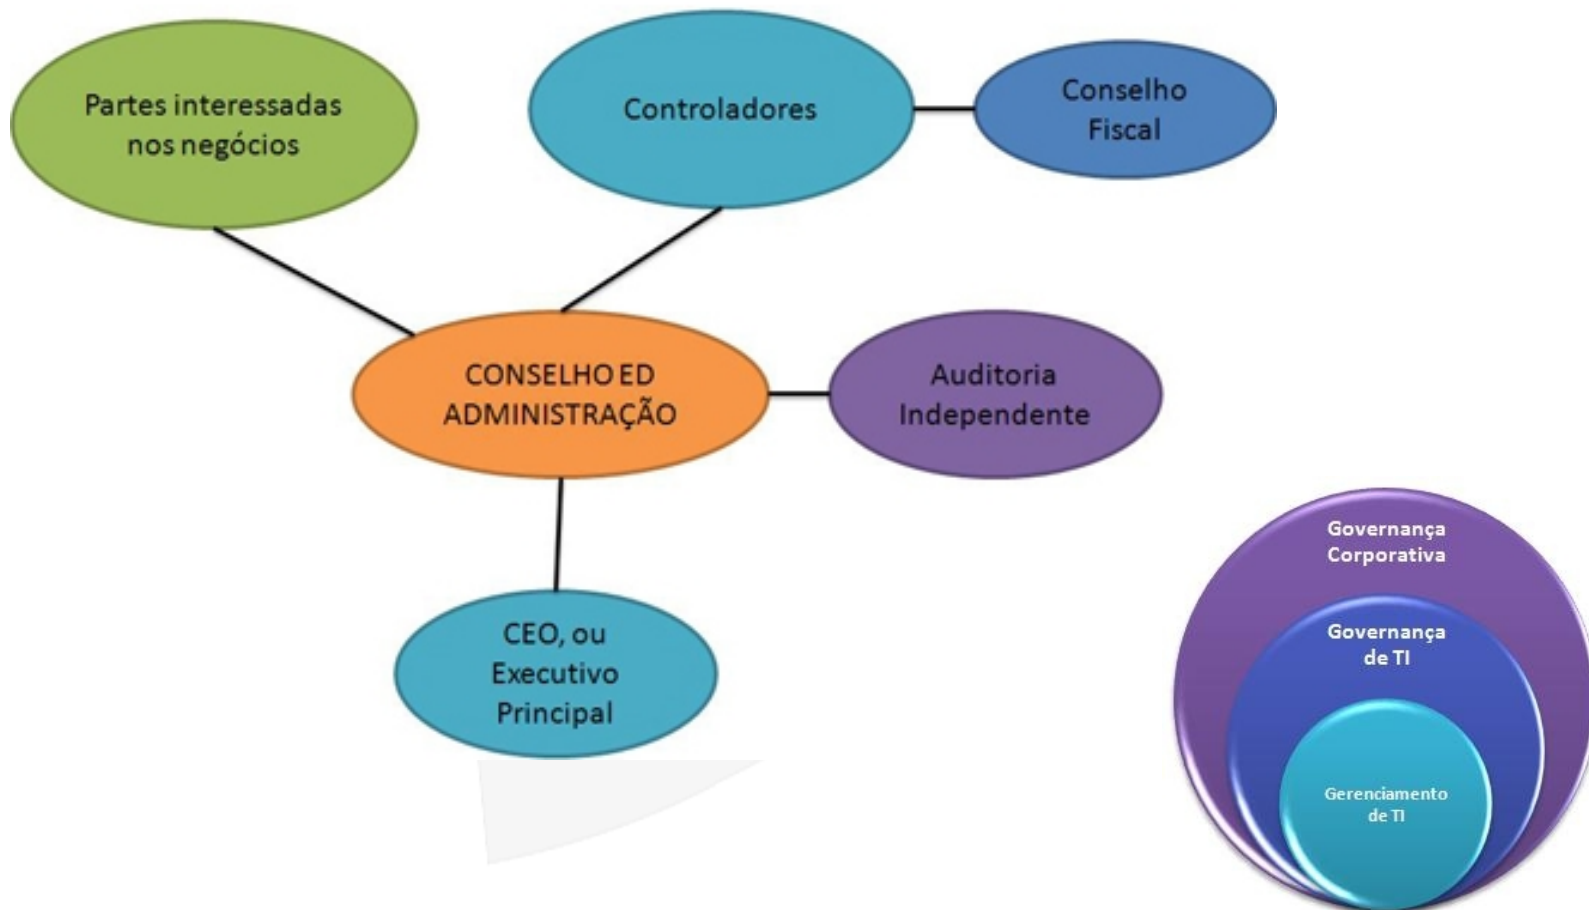 Partes interessadas
nos negócios
Controladores
Conselho
Fiscal
CONSELHO ED
ADMINISTRAÇÃO
Auditoria
Independente
CEO, ou
Executivo
Principal
Governança
Corporativa
Governança
de TI
Gerenciamento
de TI